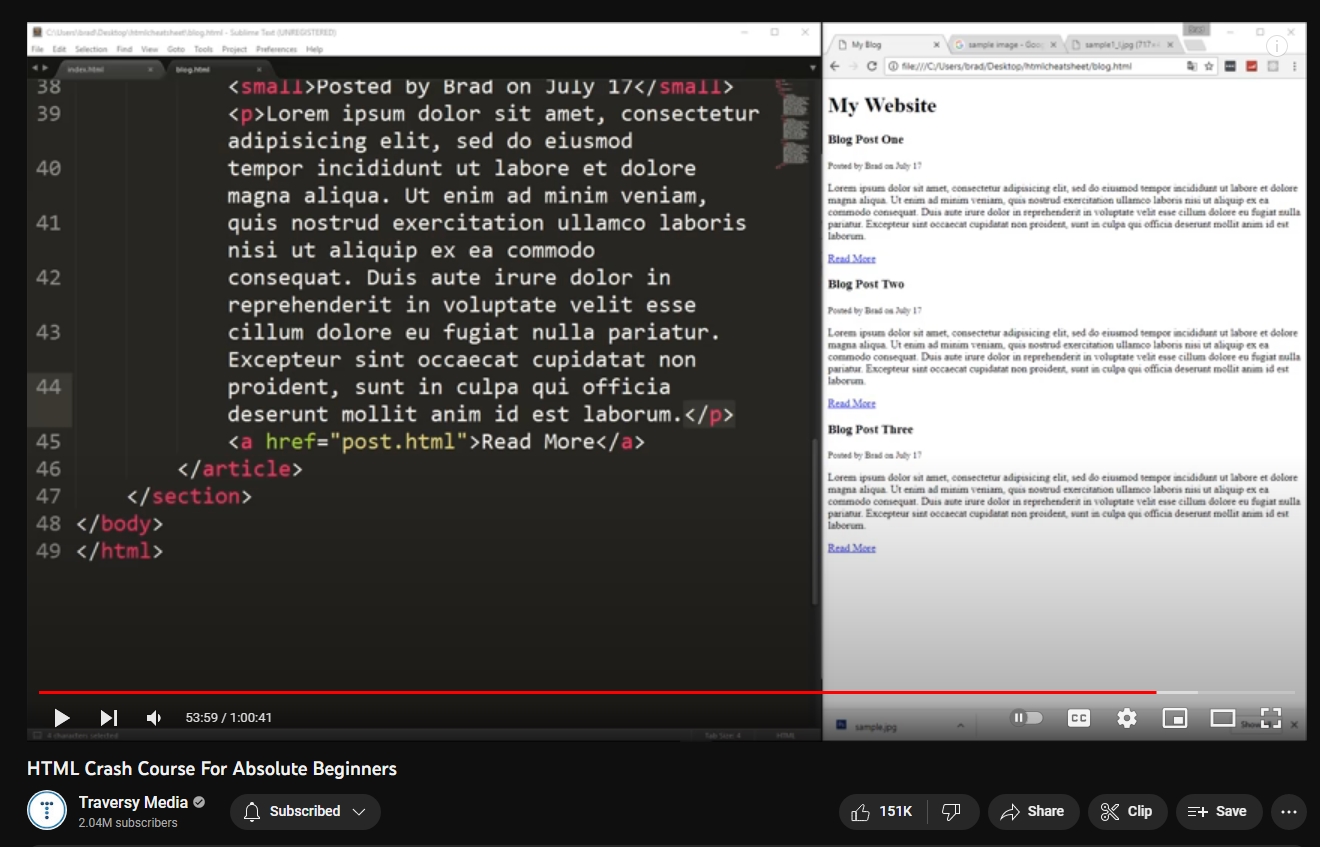 C:\Users\brad\Desktop\htmlcheatsheet\blog.html - Sublime Text (UNREGISTERED)
File Edit Selection Find View Goto Tools Project Preferences Help
index.html × blog.html ×
38 <small>Posted by Brad on July 17</small>
39 <p>Lorem ipsum dolor sit amet, consectetur
adipisicing elit, sed do eiusmod
40 tempor incididunt ut labore et dolore
magna aliqua. Ut enim ad minim veniam,
41 quis nostrud exercitation ullamco laboris
nisi ut aliquip ex ea commodo
42 consequat. Duis aute irure dolor in
reprehenderit in voluptate velit esse
43 cillum dolore eu fugiat nulla pariatur.
Excepteur sint occaecat cupidatat non
44 proident, sunt in culpa qui officia
deserunt mollit anim id est laborum.</p>
45 <a href="post.html">Read More</a>
46 </article>
47 </section>
48 </body>
49 </html>
4 characters selected Tab Size: 4 HTML
My Blog × sample image - Goo × sample1_l.jpg (717× ×
file:///C:/Users/brad/Desktop/htmlcheatsheet/blog.html
My Website
Blog Post One
Posted by Brad on July 17
Lorem ipsum dolor sit amet, consectetur adipisicing elit, sed do eiusmod tempor incididunt ut labore et dolore
magna aliqua. Ut enim ad minim veniam, quis nostrud exercitation ullamco laboris nisi ut aliquip ex ea
commodo consequat. Duis aute irure dolor in reprehenderit in voluptate velit esse cillum dolore eu fugiat nulla
pariatur. Excepteur sint occaecat cupidatat non proident, sunt in culpa qui officia deserunt mollit anim id est
laborum.
Read More
Blog Post Two
Posted by Brad on July 17
Lorem ipsum dolor sit amet, consectetur adipisicing elit, sed do eiusmod tempor incididunt ut labore et dolore
magna aliqua. Ut enim ad minim veniam, quis nostrud exercitation ullamco laboris nisi ut aliquip ex ea
commodo consequat. Duis aute irure dolor in reprehenderit in voluptate velit esse cillum dolore eu fugiat nulla
pariatur. Excepteur sint occaecat cupidatat non proident, sunt in culpa qui officia deserunt mollit anim id est
laborum.
Read More
Blog Post Three
Posted by Brad on July 17
Lorem ipsum dolor sit amet, consectetur adipisicing elit, sed do eiusmod tempor incididunt ut labore et dolore
magna aliqua. Ut enim ad minim veniam, quis nostrud exercitation ullamco laboris nisi ut aliquip ex ea
commodo consequat. Duis aute irure dolor in reprehenderit in voluptate velit esse cillum dolore eu fugiat nulla
pariatur. Excepteur sint occaecat cupidatat non proident, sunt in culpa qui officia deserunt mollit anim id est
laborum.
Read More
sample.jpg
53:59 / 1:00:41
CC
HTML Crash Course For Absolute Beginners
Traversy Media
2.04M subscribers
Subscribed
151K
Share
Clip
Save